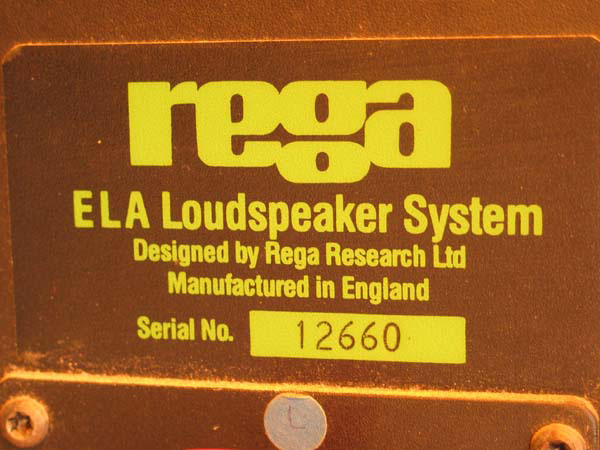 rega
ELA Loudspeaker System
Designed by Rega Research Ltd
Manufactured in England
Serial No. 12660
L